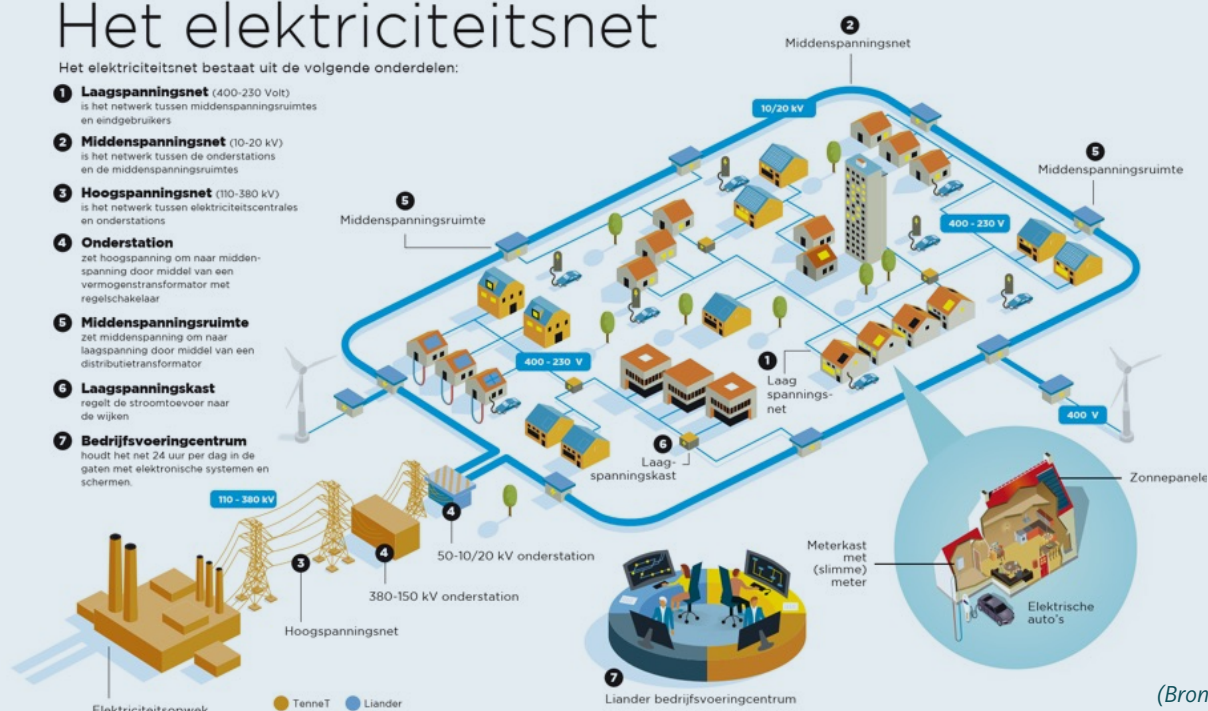 Het elektriciteitsnet
Het elektriciteitsnet bestaat uit de volgende onderdelen:
1 Laagspanningsnet (400-230 Volt)
is het netwerk tussen middenspanningsruimtes
en eindgebruikers
2 Middenspanningsnet (10-20 kV)
is het netwerk tussen de onderstations
en de middenspanningsruimtes
3 Hoogspanningsnet (110-380 kV)
is het netwerk tussen elektriciteitscentrales
en onderstations
4 Onderstation
zet hoogspanning om naar midden-
spanning door middel van een
vermogenstransformator met
regelschakelaar
5 Middenspanningsruimte
zet middenspanning om naar
laagspanning door middel van een
distributietransformator
6 Laagspanningskast
regelt de stroomtoevoer naar
de wijken
7 Bedrijfsvoeringcentrum
houdt het net 24 uur per dag in de
gaten met elektronische systemen en
schermen.
2
Middenspanningsnet
10/20 kV
5
Middenspanningsruimte
5
Middenspanningsruimte
400 - 230 V
400 - 230 V
1
Laag
spannings-
net
400 V
6
Laag-
spanningskast
110 - 380 kV
4
50-10/20 kV onderstation
4
380-150 kV onderstation
3
Hoogspanningsnet
Zonnepanele
Meterkast
met
(slimme)
meter
Elektrische
auto's
7
Liander bedrijfsvoeringcentrum
Elektriciteitsopwek
TenneT
Liander
(Bron